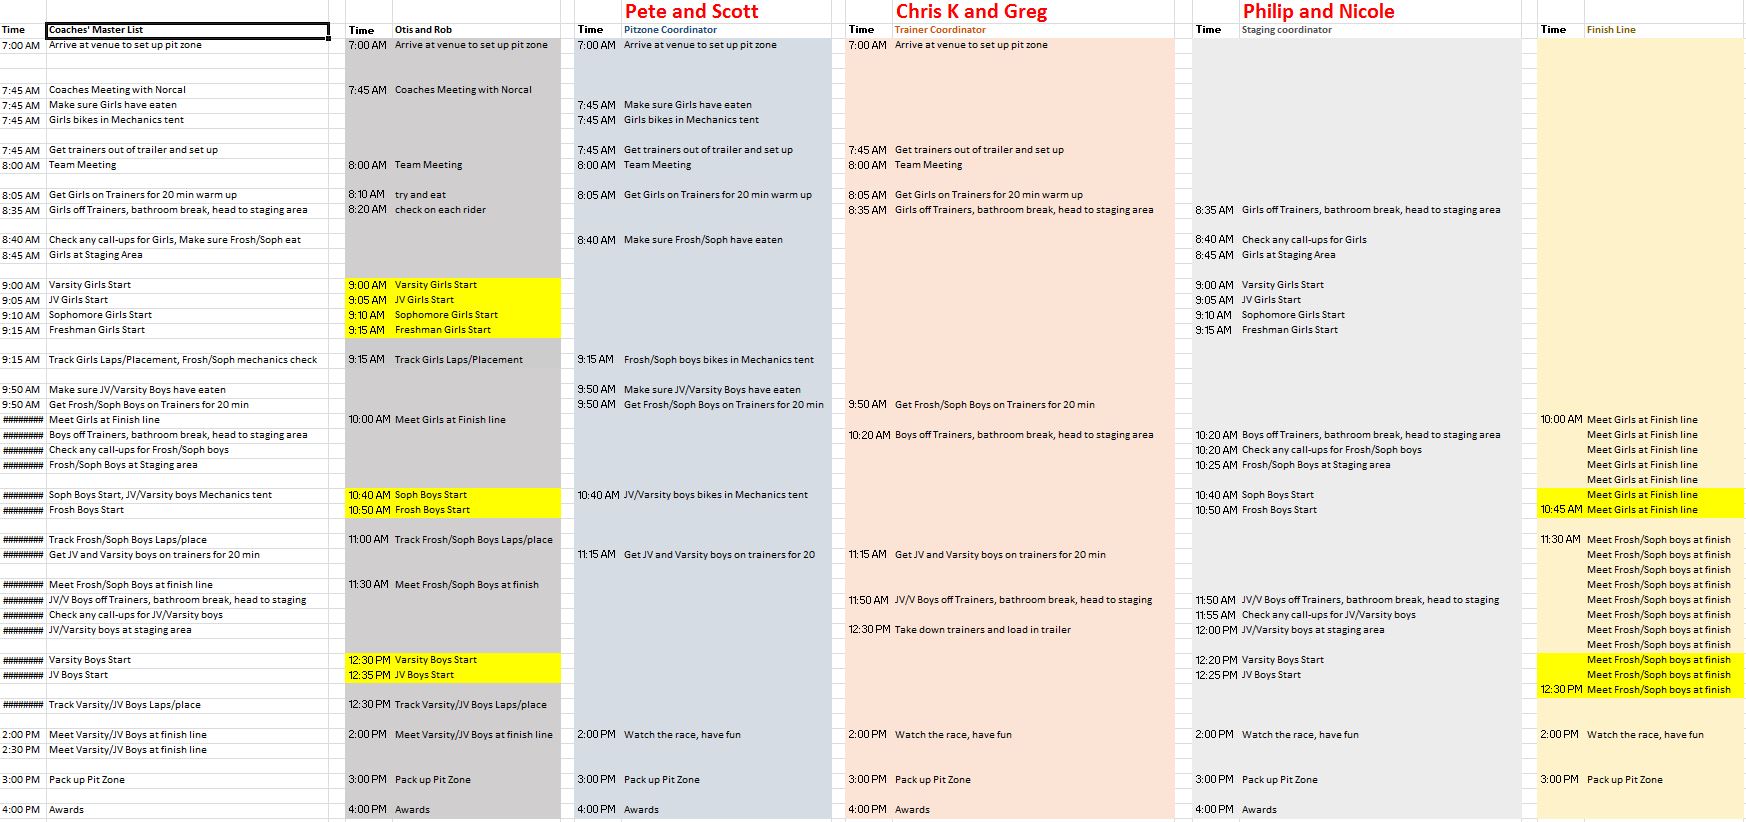 Pete and Scott Chris K and Greg Philip and Nicole
Time Coaches' Master List Time Otis and Rob Time Pitzone Coordinator Time Trainer Coordinator Time Staging coordinator Time Finish Line
7:00 AM Arrive at venue to set up pit zone 7:00 AM Arrive at venue to set up pit zone 7:00 AM Arrive at venue to set up pit zone 7:00 AM Arrive at venue to set up pit zone
7:45 AM Coaches Meeting with Norcal 7:45 AM Coaches Meeting with Norcal
7:45 AM Make sure Girls have eaten 7:45 AM Make sure Girls have eaten
7:45 AM Girls bikes in Mechanics tent 7:45 AM Girls bikes in Mechanics tent
7:45 AM Get trainers out of trailer and set up 7:45 AM Get trainers out of trailer and set up 7:45 AM Get trainers out of trailer and set up
8:00 AM Team Meeting 8:00 AM Team Meeting 8:00 AM Team Meeting 8:00 AM Team Meeting
8:05 AM Get Girls on Trainers for 20 min warm up 8:10 AM try and eat 8:05 AM Get Girls on Trainers for 20 min warm up 8:05 AM Get Girls on Trainers for 20 min warm up
8:35 AM Girls off Trainers, bathroom break, head to staging area 8:20 AM check on each rider 8:35 AM Girls off Trainers, bathroom break, head to staging area 8:35 AM Girls off Trainers, bathroom break, head to staging area
8:40 AM Check any call-ups for Girls, Make sure Frosh/Soph eat 8:40 AM Make sure Frosh/Soph have eaten 8:40 AM Check any call-ups for Girls
8:45 AM Girls at Staging Area 8:45 AM Girls at Staging Area
9:00 AM Varsity Girls Start 9:00 AM Varsity Girls Start 9:00 AM Varsity Girls Start
9:05 AM JV Girls Start 9:05 AM JV Girls Start 9:05 AM JV Girls Start
9:10 AM Sophomore Girls Start 9:10 AM Sophomore Girls Start 9:10 AM Sophomore Girls Start
9:15 AM Freshman Girls Start 9:15 AM Freshman Girls Start 9:15 AM Freshman Girls Start
9:15 AM Track Girls Laps/Placement, Frosh/Soph mechanics check 9:15 AM Track Girls Laps/Placement 9:15 AM Frosh/Soph boys bikes in Mechanics tent
9:50 AM Make sure JV/Varsity Boys have eaten 9:50 AM Make sure JV/Varsity Boys have eaten
9:50 AM Get Frosh/Soph Boys on Trainers for 20 min 9:50 AM Get Frosh/Soph Boys on Trainers for 20 min 9:50 AM Get Frosh/Soph Boys on Trainers for 20 min
######## Meet Girls at Finish line 10:00 AM Meet Girls at Finish line 10:00 AM Meet Girls at Finish line
######## Boys off Trainers, bathroom break, head to staging area 10:20 AM Boys off Trainers, bathroom break, head to staging area 10:20 AM Boys off Trainers, bathroom break, head to staging area Meet Girls at Finish line
######## Check any call-ups for Frosh/Soph boys 10:20 AM Check any call-ups for Frosh/Soph boys Meet Girls at Finish line
######## Frosh/Soph Boys at Staging area 10:25 AM Frosh/Soph Boys at Staging area Meet Girls at Finish line
Meet Girls at Finish line
######## Soph Boys Start, JV/Varsity boys Mechanics tent 10:40 AM Soph Boys Start 10:40 AM JV/Varsity boys bikes in Mechanics tent 10:40 AM Soph Boys Start Meet Girls at Finish line
######## Frosh Boys Start 10:50 AM Frosh Boys Start 10:50 AM Frosh Boys Start 10:45 AM Meet Girls at Finish line
######## Track Frosh/Soph Boys Laps/place 11:00 AM Track Frosh/Soph Boys Laps/place 11:30 AM Meet Frosh/Soph boys at finish
######## Get JV and Varsity boys on trainers for 20 min 11:15 AM Get JV and Varsity boys on trainers for 20 11:15 AM Get JV and Varsity boys on trainers for 20 min Meet Frosh/Soph boys at finish
Meet Frosh/Soph boys at finish
######## Meet Frosh/Soph Boys at finish line 11:30 AM Meet Frosh/Soph Boys at finish Meet Frosh/Soph boys at finish
######## JV/V Boys off Trainers, bathroom break, head to staging 11:50 AM JV/V Boys off Trainers, bathroom break, head to staging 11:50 AM JV/V Boys off Trainers, bathroom break, head to staging Meet Frosh/Soph boys at finish
######## Check any call-ups for JV/Varsity boys 11:55 AM Check any call-ups for JV/Varsity boys Meet Frosh/Soph boys at finish
######## JV/Varsity boys at staging area 12:30 PM Take down trainers and load in trailer 12:00 PM JV/Varsity boys at staging area Meet Frosh/Soph boys at finish
Meet Frosh/Soph boys at finish
######## Varsity Boys Start 12:30 PM Varsity Boys Start 12:20 PM Varsity Boys Start Meet Frosh/Soph boys at finish
######## JV Boys Start 12:35 PM JV Boys Start 12:25 PM JV Boys Start Meet Frosh/Soph boys at finish
12:30 PM Meet Frosh/Soph boys at finish
######## Track Varsity/JV Boys Laps/place 12:30 PM Track Varsity/JV Boys Laps/place
2:00 PM Meet Varsity/JV Boys at finish line 2:00 PM Meet Varsity/JV Boys at finish line 2:00 PM Watch the race, have fun 2:00 PM Watch the race, have fun 2:00 PM Watch the race, have fun 2:00 PM Watch the race, have fun
2:30 PM Meet Varsity/JV Boys at finish line
3:00 PM Pack up Pit Zone 3:00 PM Pack up Pit Zone 3:00 PM Pack up Pit Zone 3:00 PM Pack up Pit Zone 3:00 PM Pack up Pit Zone 3:00 PM Pack up Pit Zone
4:00 PM Awards 4:00 PM Awards 4:00 PM Awards 4:00 PM Awards 4:00 PM Awards